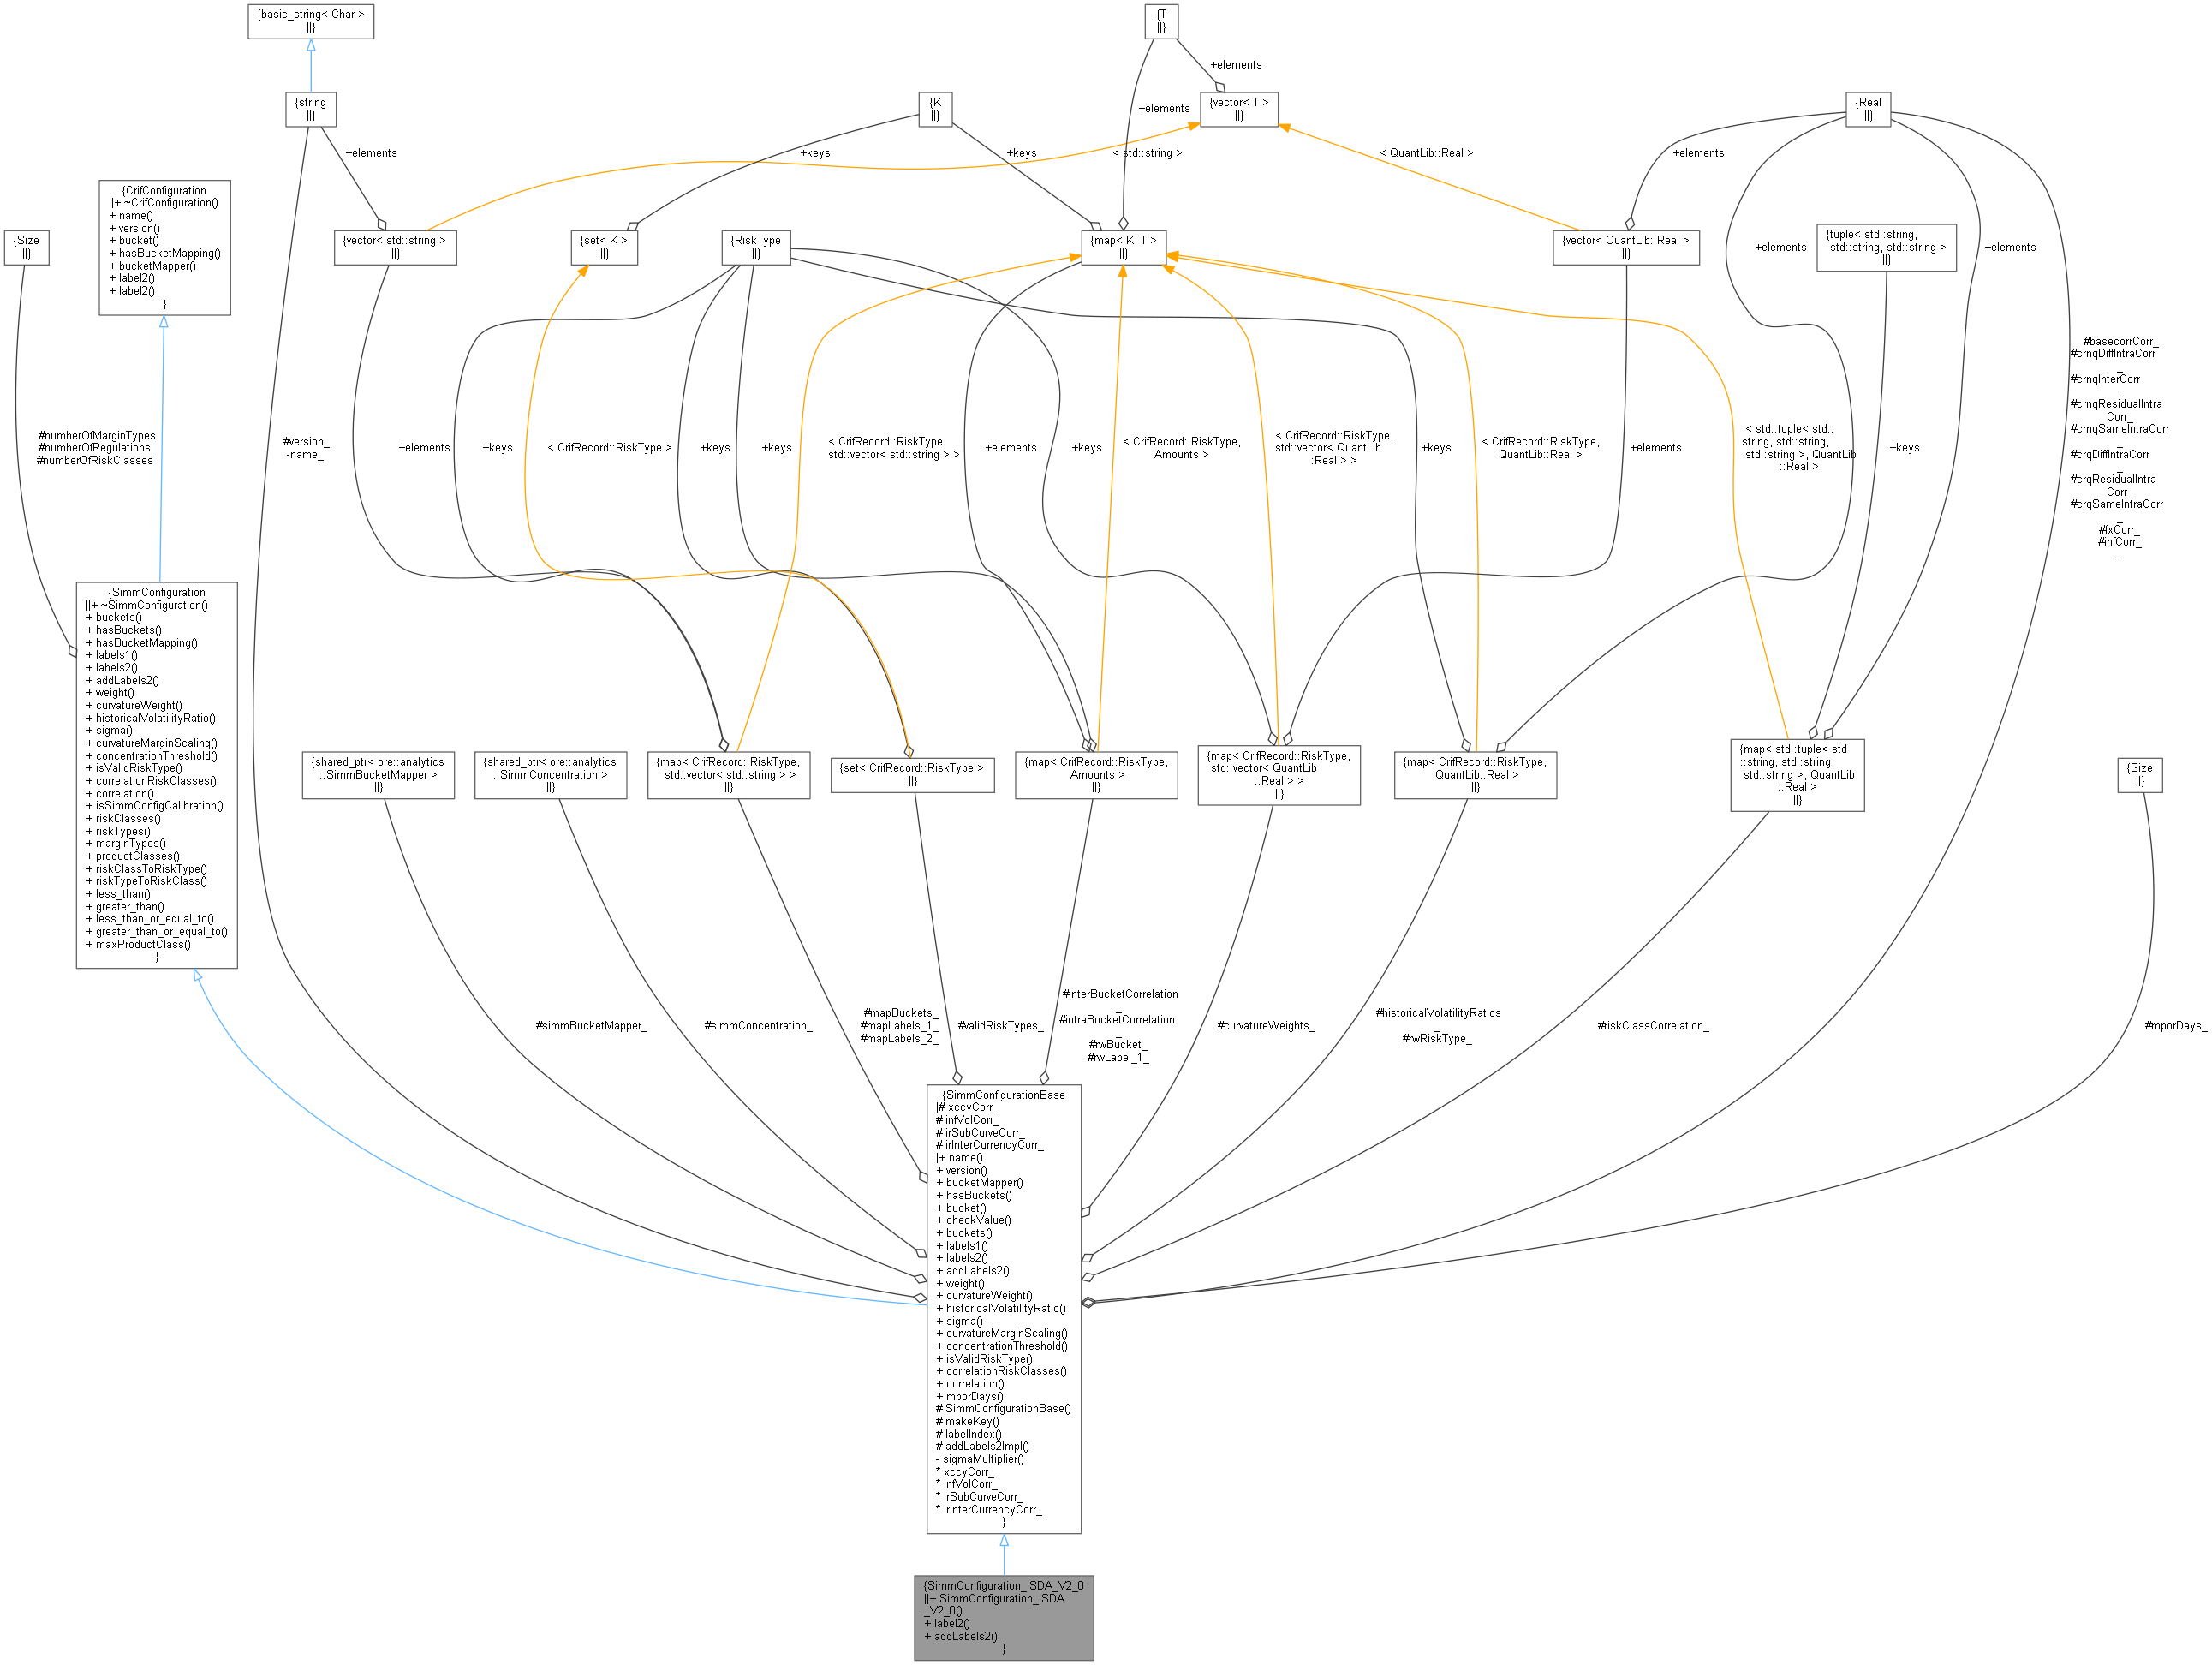 {basic_string< Char >
||}
{T
||}
+elements
{string
||}
{K
||}
+elements
{vector< T >
||}
{Real
||}
+elements
+keys
+keys
< std::string >
< QuantLib::Real >
+elements
{CrifConfiguration
||+ ~CrifConfiguration()
+ name()
+ version()
+ bucket()
+ hasBucketMapping()
+ bucketMapper()
+ label2()
+ label2()
}
{Size
||}
{vector< std::string >
||}
{set< K >
||}
{RiskType
||}
{map< K, T >
||}
{vector< QuantLib::Real >
||}
+elements
{tuple< std::string,
std::string, std::string >
||}
+elements
#numberOfMarginTypes
#numberOfRegulations
#numberOfRiskClasses
#version_
-name_
+elements
+keys
< CrifRecord::RiskType >
+keys
+keys
< CrifRecord::RiskType,
std::vector< std::string > >
+elements
< CrifRecord::RiskType,
Amounts >
+keys
< CrifRecord::RiskType,
std::vector< QuantLib
::Real > >
+keys
< CrifRecord::RiskType,
QuantLib::Real >
+elements
< std::tuple< std::
string, std::string,
std::string >, QuantLib
::Real >
+keys
#basecorrCorr_
#crnqDiffIntraCorr
_
#crnqInterCorr
_
#crnqResidualIntra
Corr_
#crnqSameIntraCorr
_
#crqDiffIntraCorr
_
#crqResidualIntra
Corr_
#crqSameIntraCorr
_
#fxCorr_
#infCorr_
...
{SimmConfiguration
||+ ~SimmConfiguration()
+ buckets()
+ hasBuckets()
+ hasBucketMapping()
+ labels1()
+ labels2()
+ addLabels2()
+ weight()
+ curvatureWeight()
+ historicalVolatilityRatio()
+ sigma()
+ curvatureMarginScaling()
+ concentrationThreshold()
+ isValidRiskType()
+ correlationRiskClasses()
+ correlation()
+ isSimmConfigCalibration()
+ riskClasses()
+ riskTypes()
+ marginTypes()
+ productClasses()
+ riskClassToRiskType()
+ riskTypeToRiskClass()
+ less_than()
+ greater_than()
+ less_than_or_equal_to()
+ greater_than_or_equal_to()
+ maxProductClass()
}
{shared_ptr< ore::analytics
::SimmBucketMapper >
||}
{shared_ptr< ore::analytics
::SimmConcentration >
||}
{map< CrifRecord::RiskType,
std::vector< std::string > >
||}
{set< CrifRecord::RiskType >
||}
{map< CrifRecord::RiskType,
Amounts >
||}
{map< CrifRecord::RiskType,
std::vector< QuantLib
::Real > >
||}
{map< CrifRecord::RiskType,
QuantLib::Real >
||}
{map< std::tuple< std
::string, std::string,
std::string >, QuantLib
::Real >
||}
{Size
||}
#simmBucketMapper_
#simmConcentration_
#mapBuckets_
#mapLabels_1_
#mapLabels_2_
#validRiskTypes_
#interBucketCorrelation
_
#intraBucketCorrelation
_
#rwBucket_
#rwLabel_1_
#curvatureWeights_
#historicalVolatilityRatios
_
#rwRiskType_
#riskClassCorrelation_
#mporDays_
{SimmConfigurationBase
|# xccyCorr_
# infVolCorr_
# irSubCurveCorr_
# irInterCurrencyCorr_
|+ name()
+ version()
+ bucketMapper()
+ hasBuckets()
+ bucket()
+ checkValue()
+ buckets()
+ labels1()
+ labels2()
+ addLabels2()
+ weight()
+ curvatureWeight()
+ historicalVolatilityRatio()
+ sigma()
+ curvatureMarginScaling()
+ concentrationThreshold()
+ isValidRiskType()
+ correlationRiskClasses()
+ correlation()
+ mporDays()
# SimmConfigurationBase()
# makeKey()
# labelIndex()
# addLabels2Impl()
- sigmaMultiplier()
* xccyCorr_
* infVolCorr_
* irSubCurveCorr_
* irInterCurrencyCorr_
}
{SimmConfiguration_ISDA_V2_0
||+ SimmConfiguration_ISDA
_V2_0()
+ label2()
+ addLabels2()
}